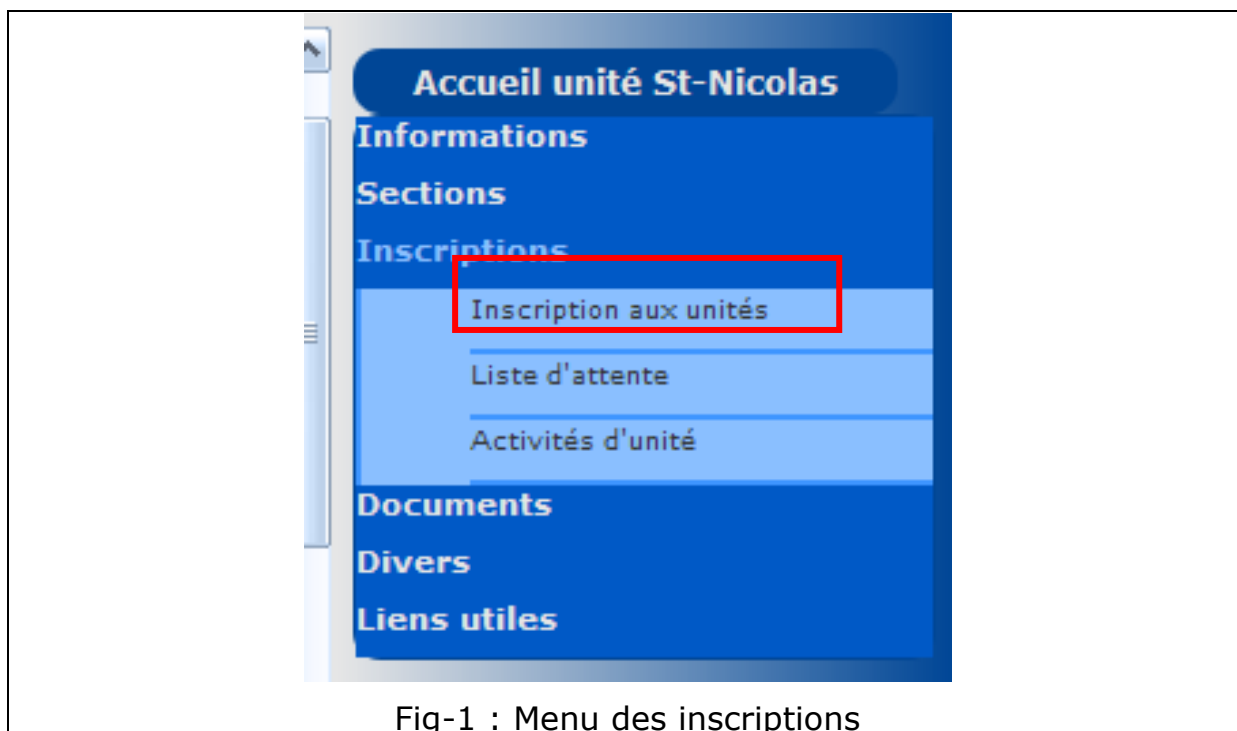 Accueil unité St-Nicolas
Informations
Sections
Inscriptions
Inscription aux unités
Liste d'attente
Activités d'unité
Documents
Divers
Liens utiles
Fig-1 : Menu des inscriptions